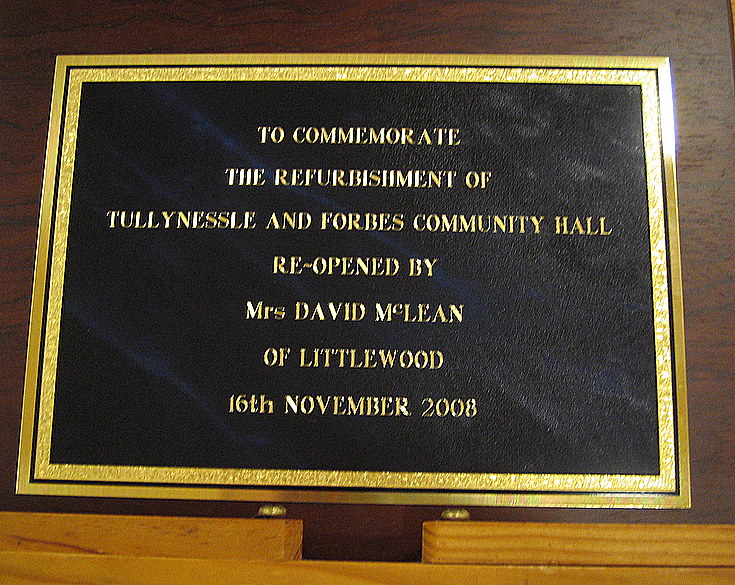 TO COMMEMORATE
THE REFURBISHMENT OF
TULLYNESSLE AND FORBES COMMUNITY HALL
RE-OPENED BY
Mrs DAVID McLEAN
OF LITTLEWOOD
16th NOVEMBER 2008